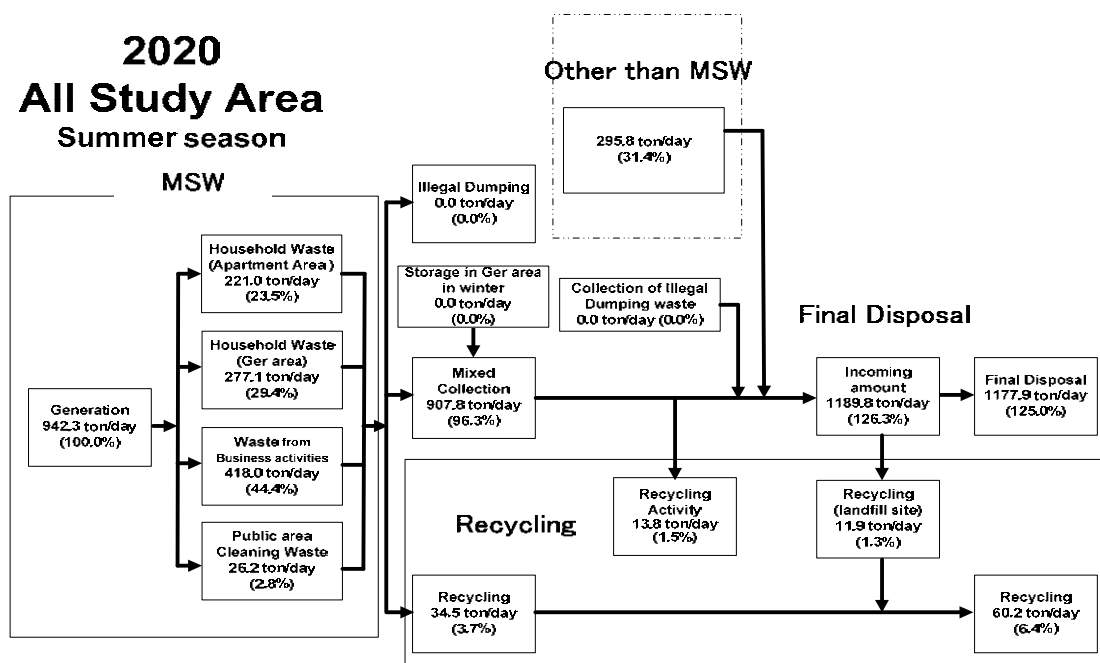 2020
All Study Area
Summer season
MSW
Other than MSW
295.8 ton/day
(31.4%)
Illegal Dumping
0.0 ton/day
(0.0%)
Household Waste
(Apartment Area)
221.0 ton/day
(23.5%)
Storage in Ger area
in winter
0.0 ton/day
(0.0%)
Collection of Illegal
Dumping waste
0.0 ton/day (0.0%)
Final Disposal
Household Waste
(Ger area)
277.1 ton/day
(29.4%)
Mixed
Collection
907.8 ton/day
(96.3%)
Incoming
amount
1189.8 ton/day
(126.3%)
Final Disposal
1177.9 ton/day
(125.0%)
Generation
942.3 ton/day
(100.0%)
Waste from
Business activities
418.0 ton/day
(44.4%)
Recycling
Recycling
Activity
13.8 ton/day
(1.5%)
Recycling
(landfill site)
11.9 ton/day
(1.3%)
Public area
Cleaning Waste
26.2 ton/day
(2.8%)
Recycling
34.5 ton/day
(3.7%)
Recycling
60.2 ton/day
(6.4%)